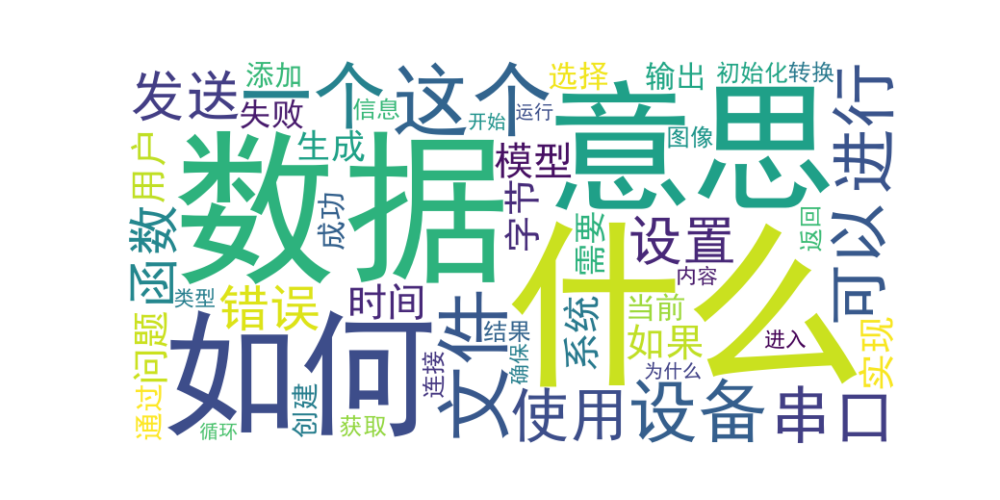 发送
添加
一个
失败
信息
这个
开始
运行
选择
意思
输出
图像
初始化
转换
进行
用户
生成
数据
模型
字节
成功
函数
需要
设置
内容
返回
可以
类型
错误
时间
什么
文件
结果
确保
系统
当前
如果
为什么
进入
实现
问题
通过
如何
创建
循环
获取
连接
使用
设备
串口